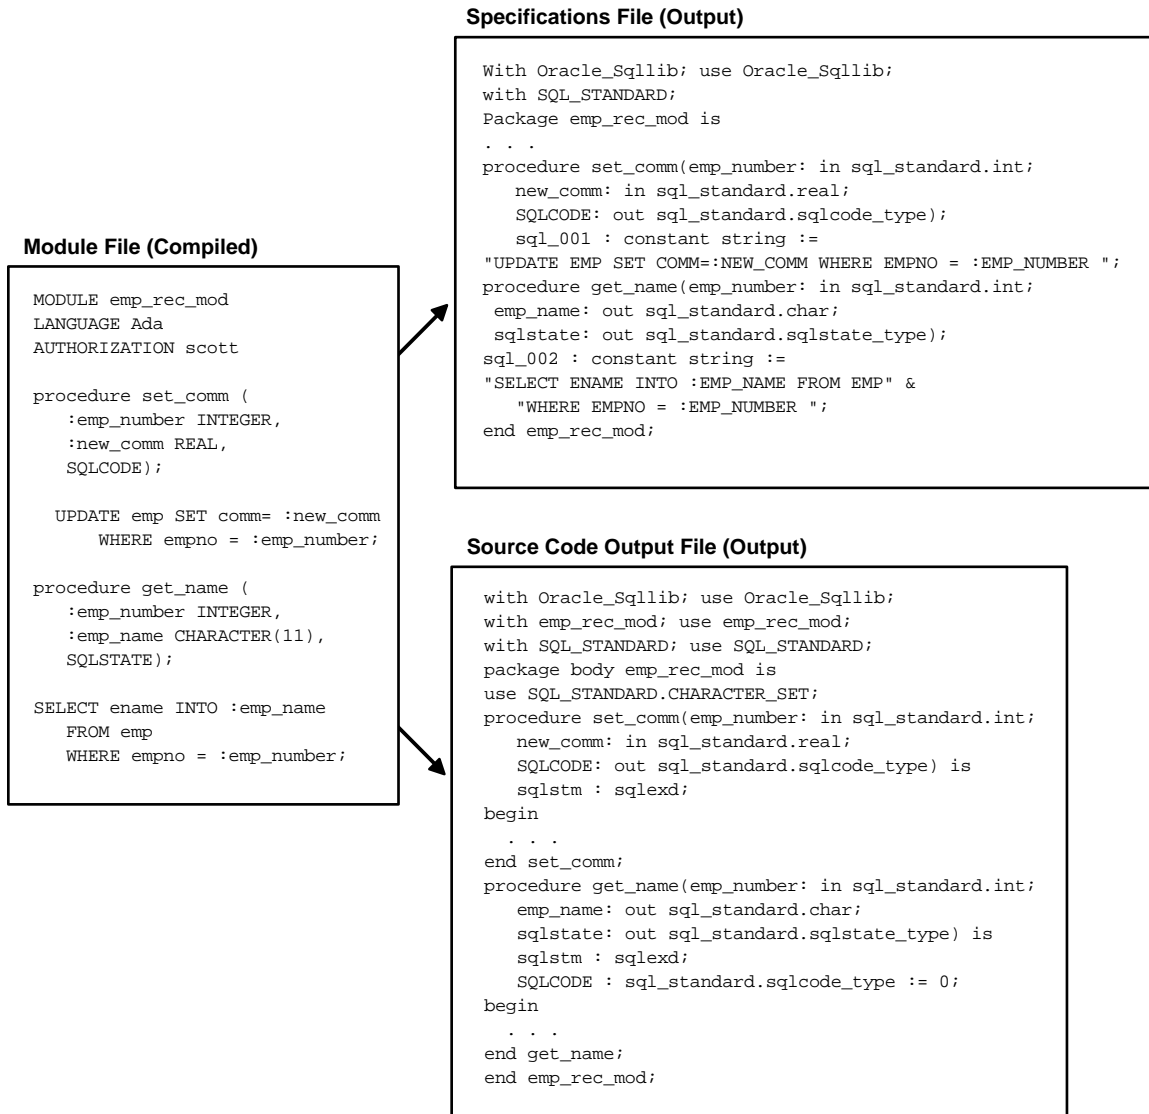 Specifications File (Output)
With Oracle_Sqllib; use Oracle_Sqllib;
with SQL_STANDARD;
Package emp_rec_mod is
. . .
procedure set_comm(emp_number: in sql_standard.int;
new_comm: in sql_standard.real;
SQLCODE: out sql_standard.sqlcode_type);
sql_001 : constant string :=
"UPDATE EMP SET COMM=:NEW_COMM WHERE EMPNO = :EMP_NUMBER ";
procedure get_name(emp_number: in sql_standard.int;
emp_name: out sql_standard.char;
sqlstate: out sql_standard.sqlstate_type);
sql_002 : constant string :=
"SELECT ENAME INTO :EMP_NAME FROM EMP" &
"WHERE EMPNO = :EMP_NUMBER ";
end emp_rec_mod;
Module File (Compiled)
MODULE emp_rec_mod
LANGUAGE Ada
AUTHORIZATION scott
procedure set_comm (
:emp_number INTEGER,
:new_comm REAL,
SQLCODE);
UPDATE emp SET comm= :new_comm
WHERE empno = :emp_number;
procedure get_name (
:emp_number INTEGER,
:emp_name CHARACTER(11),
SQLSTATE);
SELECT ename INTO :emp_name
FROM emp
WHERE empno = :emp_number;
Source Code Output File (Output)
with Oracle_Sqllib; use Oracle_Sqllib;
with emp_rec_mod; use emp_rec_mod;
with SQL_STANDARD; use SQL_STANDARD;
package body emp_rec_mod is
use SQL_STANDARD.CHARACTER_SET;
procedure set_comm(emp_number: in sql_standard.int;
new_comm: in sql_standard.real;
SQLCODE: out sql_standard.sqlcode_type) is
sqlstm : sqlexd;
begin
. . .
end set_comm;
procedure get_name(emp_number: in sql_standard.int;
emp_name: out sql_standard.char;
sqlstate: out sql_standard.sqlstate_type) is
sqlstm : sqlexd;
SQLCODE : sql_standard.sqlcode_type := 0;
begin
. . .
end get_name;
end emp_rec_mod;